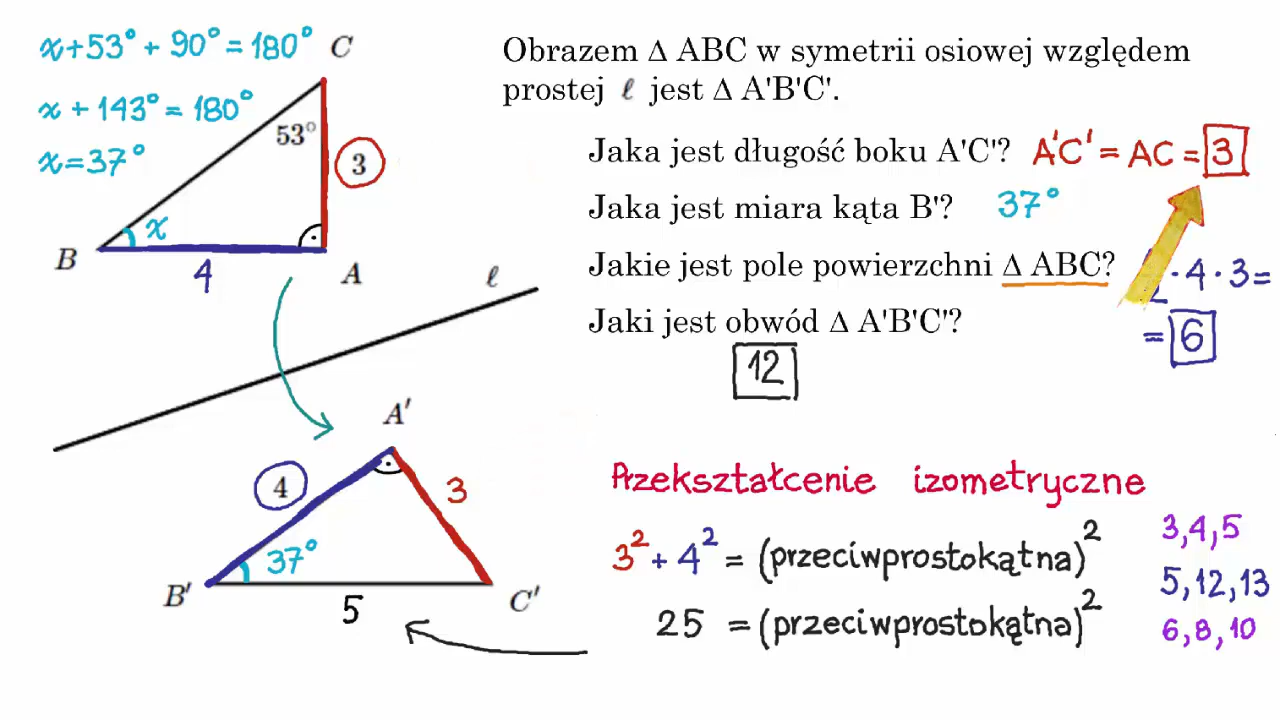 x+53°+90°=180°
x+143°=180°
x=37°
C
53°
3
x
B
4
A
ℓ
A'
4
3
37°
B'
5
C'
Obrazem Δ ABC w symetrii osiowej względem
prostej ℓ jest Δ A'B'C'.
Jaka jest długość boku A'C'? A'C' = AC = 3
Jaka jest miara kąta B'? 37°
Jakie jest pole powierzchni Δ ABC? ·4·3=
= 6
Jaki jest obwód Δ A'B'C'?
12
Przekształcenie izometryczne
3² + 4² = (przeciwprostokątna)²
25 = (przeciwprostokątna)²
3,4,5
5,12,13
6,8,10